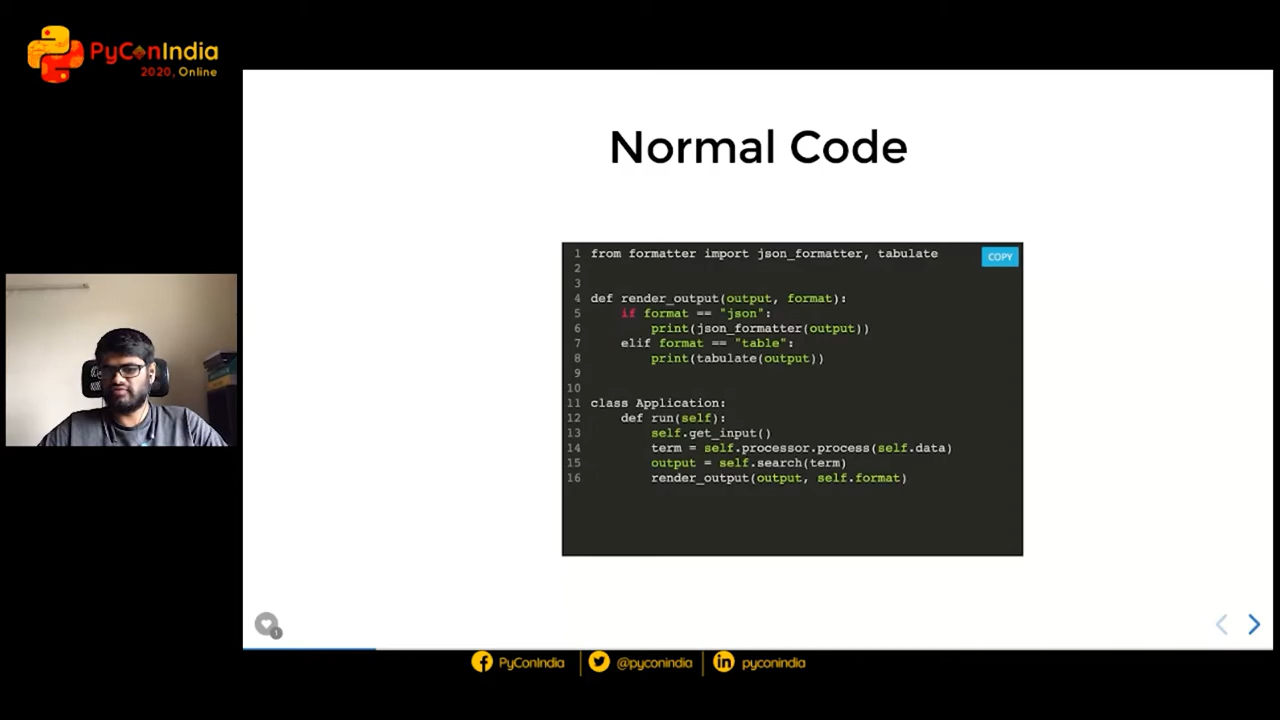 PyConIndia
2020, Online
Normal Code
COPY
1 from formatter import json_formatter, tabulate
2
3
4 def render_output(output, format):
5     if format == "json":
6         print(json_formatter(output))
7     elif format == "table":
8         print(tabulate(output))
9
10
11 class Application:
12     def run(self):
13         self.get_input()
14         term = self.processor.process(self.data)
15         output = self.search(term)
16         render_output(output, self.format)
1
PyConIndia
@pyconindia
pyconindia